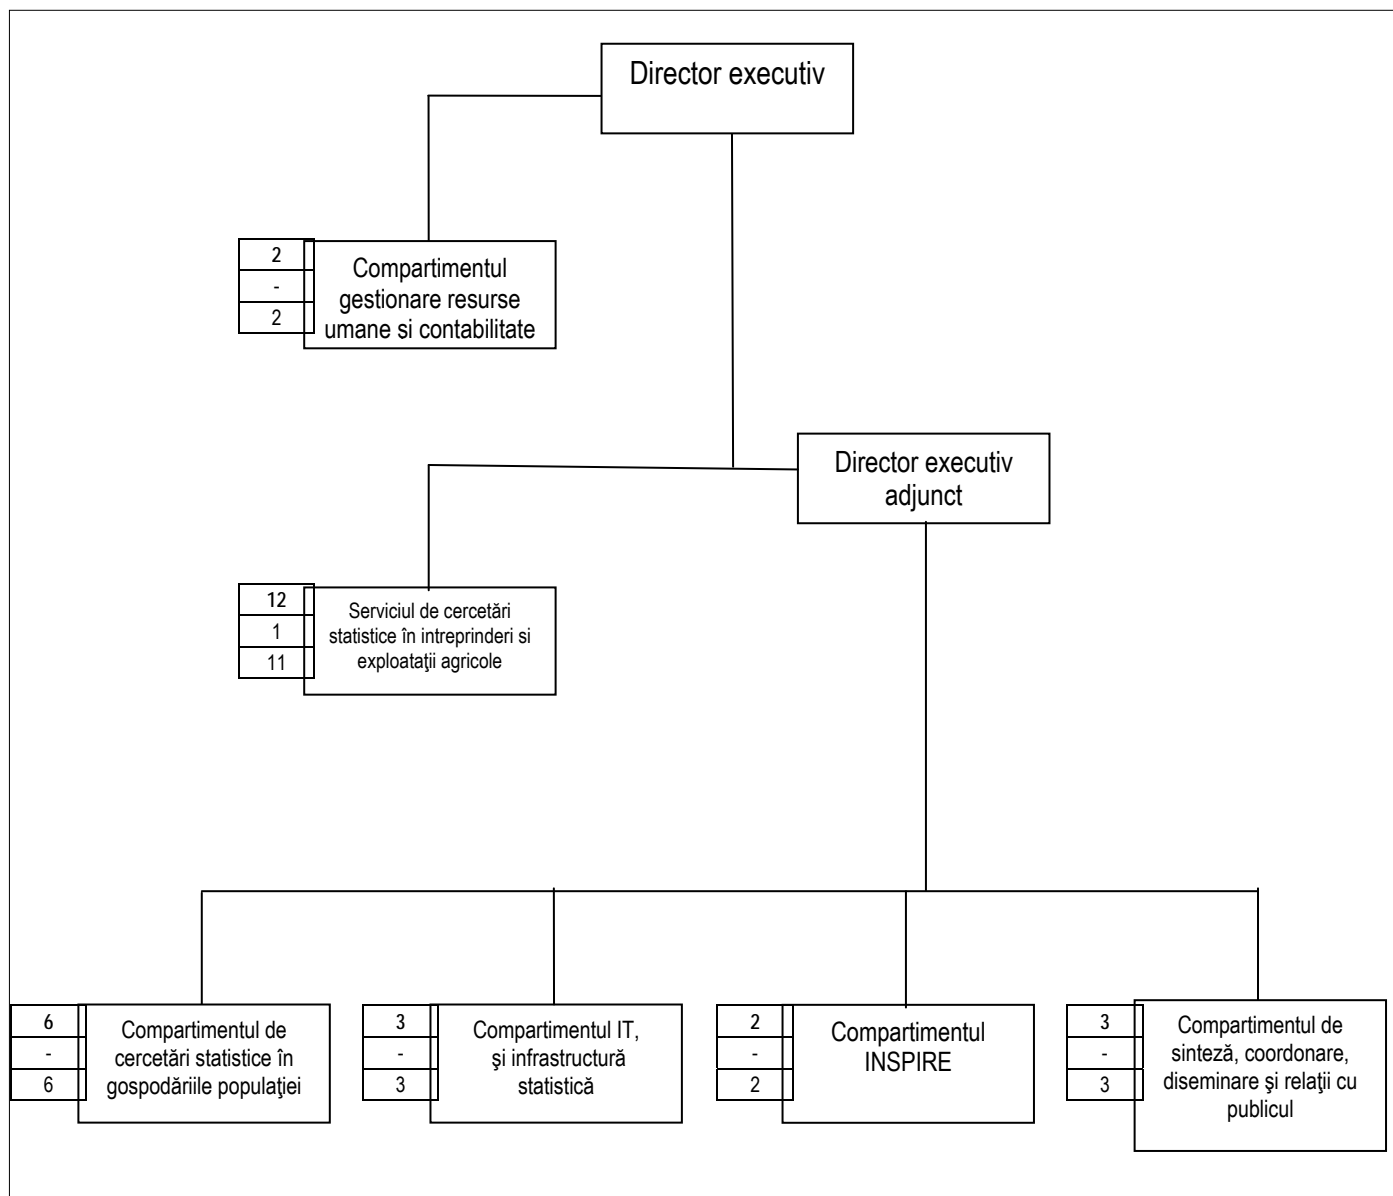 Director executiv
2
-
2
Compartimentul
gestionare resurse
umane si contabilitate
Director executiv
adjunct
12
1
11
Serviciul de cercetări
statistice în intreprinderi si
exploataţii agricole
6
-
6
Compartimentul de
cercetări statistice în
gospodăriile populaţiei
3
-
3
Compartimentul IT,
şi infrastructură
statistică
2
-
2
Compartimentul
INSPIRE
3
-
3
Compartimentul de
sinteză, coordonare,
diseminare şi relaţii cu
publicul